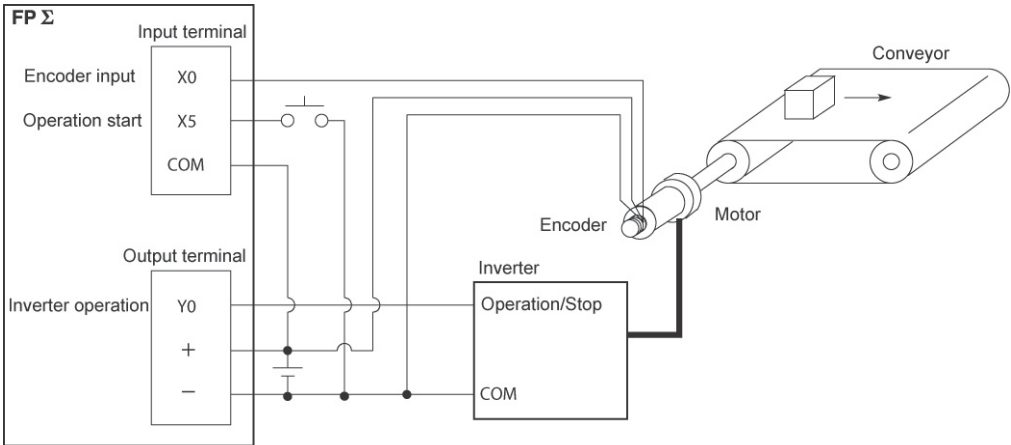 FP Σ
Input terminal
Encoder input
X0
Operation start
X5
COM
Output terminal
Inverter operation
Y0
+
−
Conveyor
Encoder
Motor
Inverter
Operation/Stop
COM